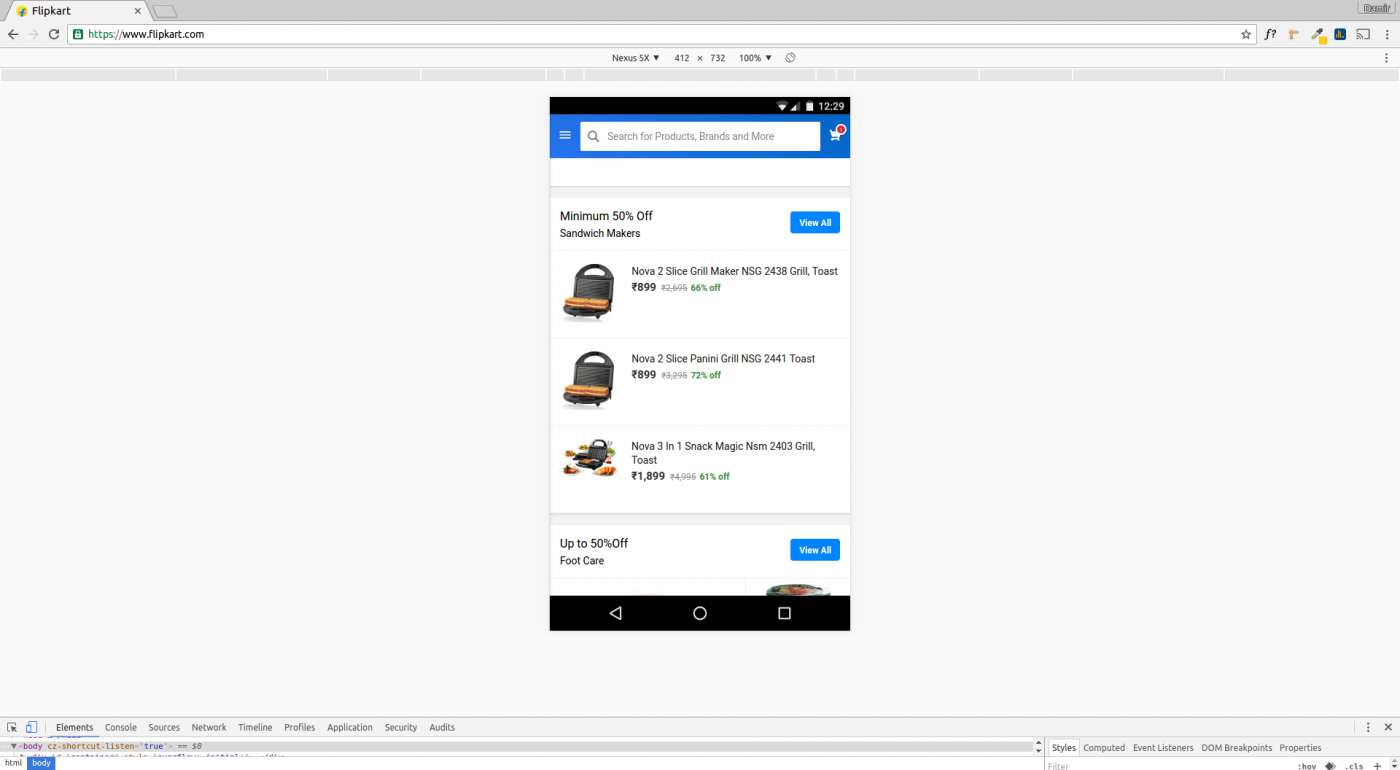 Flipkart
Damir
https://www.flipkart.com
f?
Nexus 5X ▼ 412 × 732 100% ▼
12:29
Search for Products, Brands and More
Minimum 50% Off
Sandwich Makers
View All
Nova 2 Slice Grill Maker NSG 2438 Grill, Toast
₹899 ₹2,695 66% off
Nova 2 Slice Panini Grill NSG 2441 Toast
₹899 ₹3,295 72% off
Nova 3 In 1 Snack Magic Nsm 2403 Grill,
Toast
₹1,899 ₹4,995 61% off
Up to 50%Off
Foot Care
View All
Elements Console Sources Network Timeline Profiles Application Security Audits
▼<body cz-shortcut-listen="true"> == $0
html body
Styles Computed Event Listeners DOM Breakpoints Properties
Filter :hov .cls +